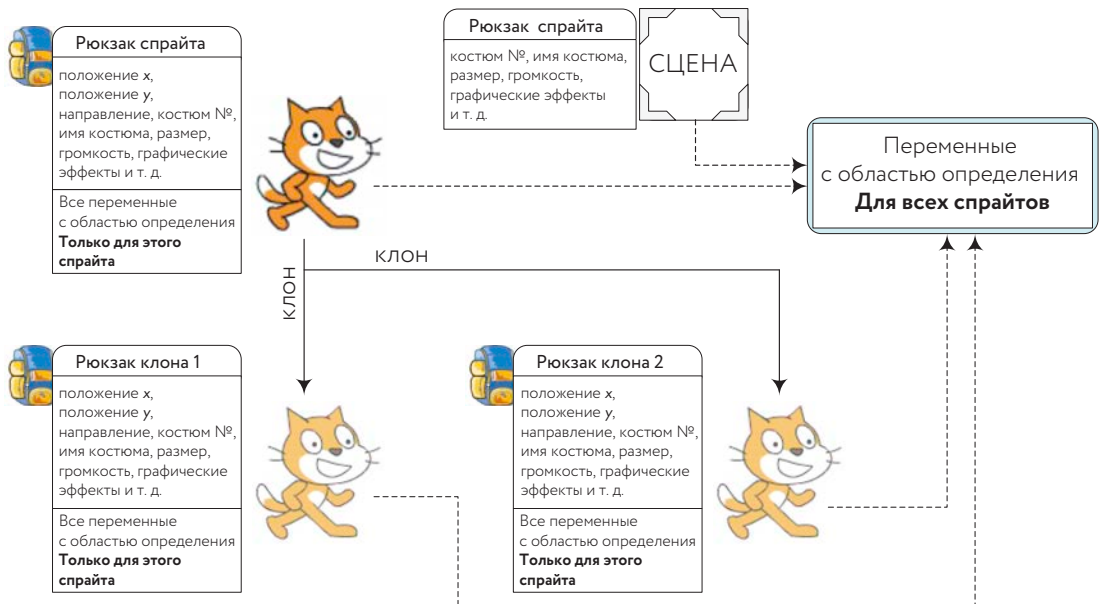 Рюкзак спрайта
положение x,
положение y,
направление, костюм №,
имя костюма, размер,
громкость, графические
эффекты и т. д.
Все переменные
с областью определения
Только для этого
спрайта
Рюкзак спрайта
костюм №, имя костюма,
размер, громкость,
графические эффекты
и т. д.
СЦЕНА
Переменные
с областью определения
Для всех спрайтов
КЛОН
КЛОН
Рюкзак клона 1
положение x,
положение y,
направление, костюм №,
имя костюма, размер,
громкость, графические
эффекты и т. д.
Все переменные
с областью определения
Только для этого
спрайта
Рюкзак клона 2
положение x,
положение y,
направление, костюм №,
имя костюма, размер,
громкость, графические
эффекты и т. д.
Все переменные
с областью определения
Только для этого
спрайта